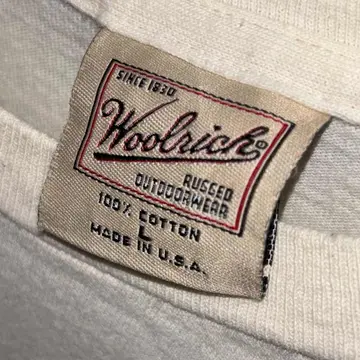 SINCE 1830
Woolrich®
RUGGED
OUTDOORWEAR
100% COTTON
L
MADE IN U.S.A.